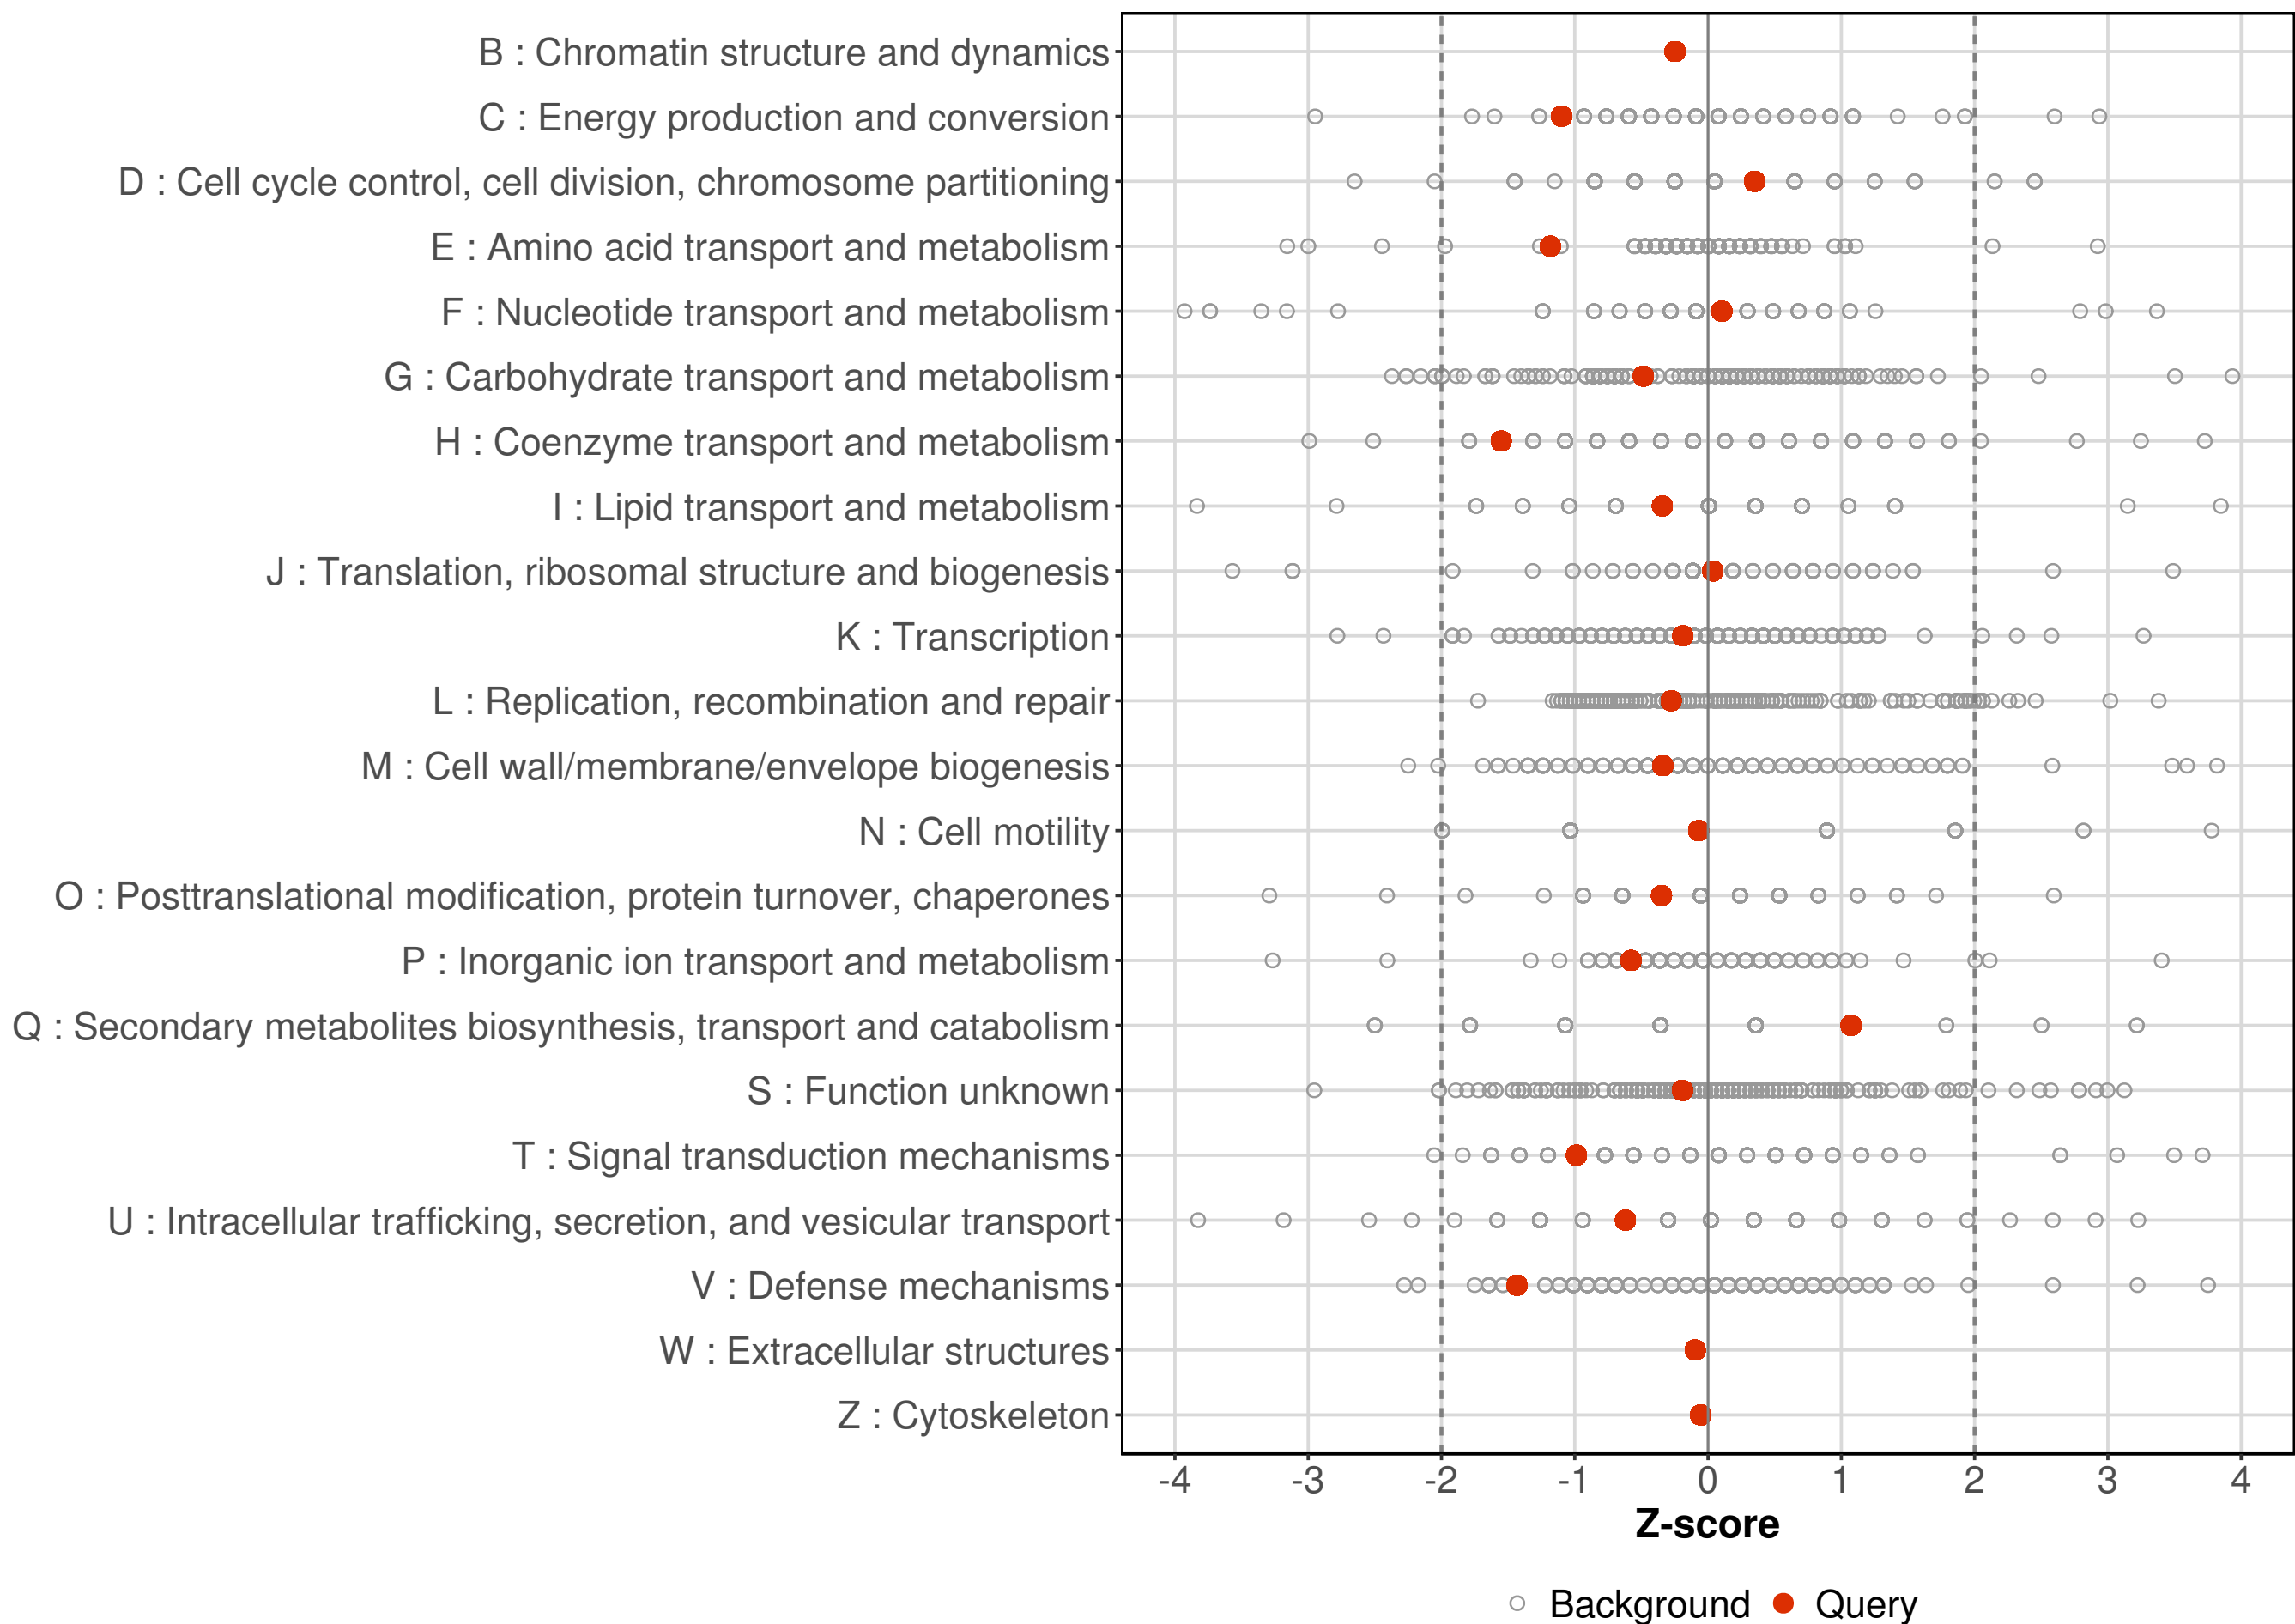 B : Chromatin structure and dynamics
C : Energy production and conversion
D : Cell cycle control, cell division, chromosome partitioning
E : Amino acid transport and metabolism
F : Nucleotide transport and metabolism
G : Carbohydrate transport and metabolism
H : Coenzyme transport and metabolism
I : Lipid transport and metabolism
J : Translation, ribosomal structure and biogenesis
K : Transcription
L : Replication, recombination and repair
M : Cell wall/membrane/envelope biogenesis
N : Cell motility
O : Posttranslational modification, protein turnover, chaperones
P : Inorganic ion transport and metabolism
Q : Secondary metabolites biosynthesis, transport and catabolism
S : Function unknown
T : Signal transduction mechanisms
U : Intracellular trafficking, secretion, and vesicular transport
V : Defense mechanisms
W : Extracellular structures
Z : Cytoskeleton
-4 -3 -2 -1 0 1 2 3 4
Z-score
Background Query